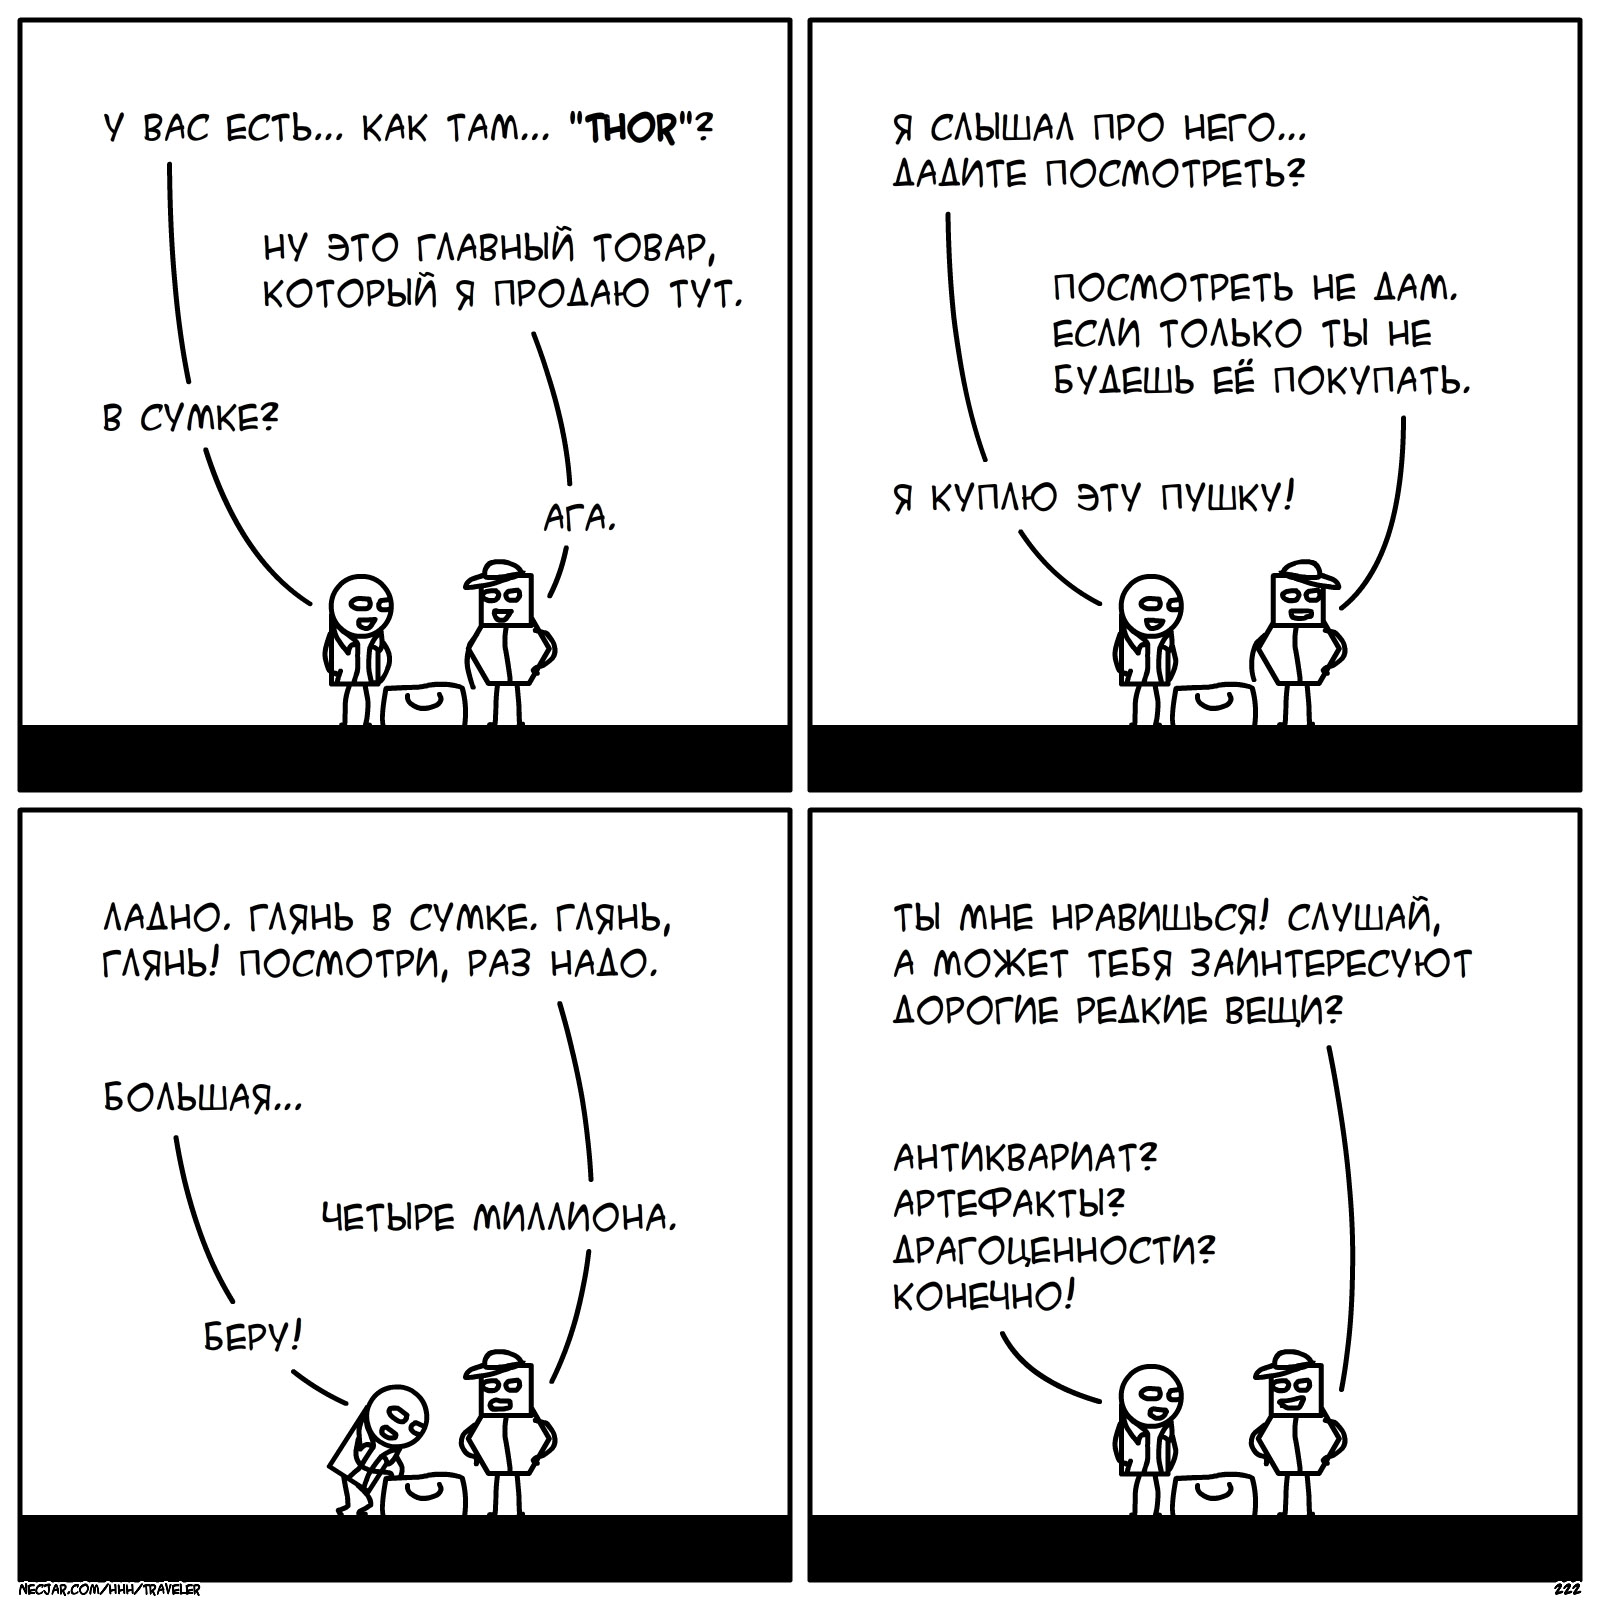 У ВАС ЕСТЬ... КАК ТАМ... "THOR"?
НУ ЭТО ГЛАВНЫЙ ТОВАР,
КОТОРЫЙ Я ПРОДАЮ ТУТ.
В СУМКЕ?
АГА.
Я СЛЫШАЛ ПРО НЕГО...
ДАДИТЕ ПОСМОТРЕТЬ?
ПОСМОТРЕТЬ НЕ ДАМ.
ЕСЛИ ТОЛЬКО ТЫ НЕ
БУДЕШЬ ЕЁ ПОКУПАТЬ.
Я КУПЛЮ ЭТУ ПУШКУ!
ЛАДНО. ГЛЯНЬ В СУМКЕ. ГЛЯНЬ,
ГЛЯНЬ! ПОСМОТРИ, РАЗ НАДО.
БОЛЬШАЯ...
ЧЕТЫРЕ МИЛЛИОНА.
БЕРУ!
ТЫ МНЕ НРАВИШЬСЯ! СЛУШАЙ,
А МОЖЕТ ТЕБЯ ЗАИНТЕРЕСУЮТ
ДОРОГИЕ РЕДКИЕ ВЕЩИ?
АНТИКВАРИАТ?
АРТЕФАКТЫ?
ДРАГОЦЕННОСТИ?
КОНЕЧНО!
NECJAR.COM/HHH/TRAVELER
222